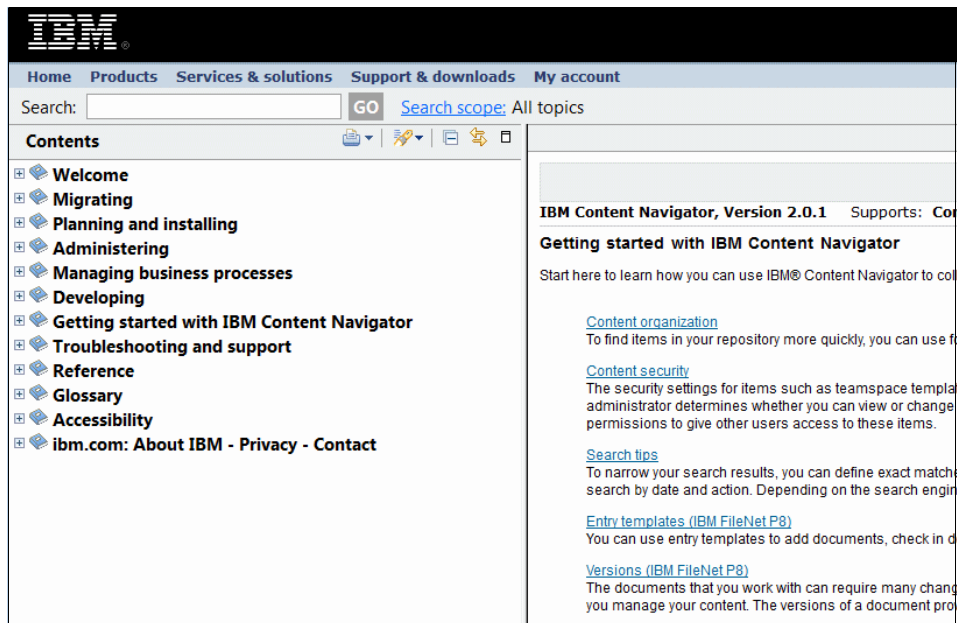 IBM®
Home Products Services & solutions Support & downloads My account
Search: GO Search scope: All topics
Contents
Welcome
Migrating
Planning and installing
Administering
Managing business processes
Developing
Getting started with IBM Content Navigator
Troubleshooting and support
Reference
Glossary
Accessibility
ibm.com: About IBM - Privacy - Contact
IBM Content Navigator, Version 2.0.1 Supports:
Getting started with IBM Content Navigator
Start here to learn how you can use IBM® Content Navigator to
Content organization
To find items in your repository more quickly, you can use
Content security
The security settings for items such as teamspace
administrator determines whether you can view or change
permissions to give other users access to these items.
Search tips
To narrow your search results, you can define exact
search by date and action. Depending on the search
Entry templates (IBM FileNet P8)
You can use entry templates to add documents, check in
Versions (IBM FileNet P8)
The documents that you work with can require many
you manage your content. The versions of a document